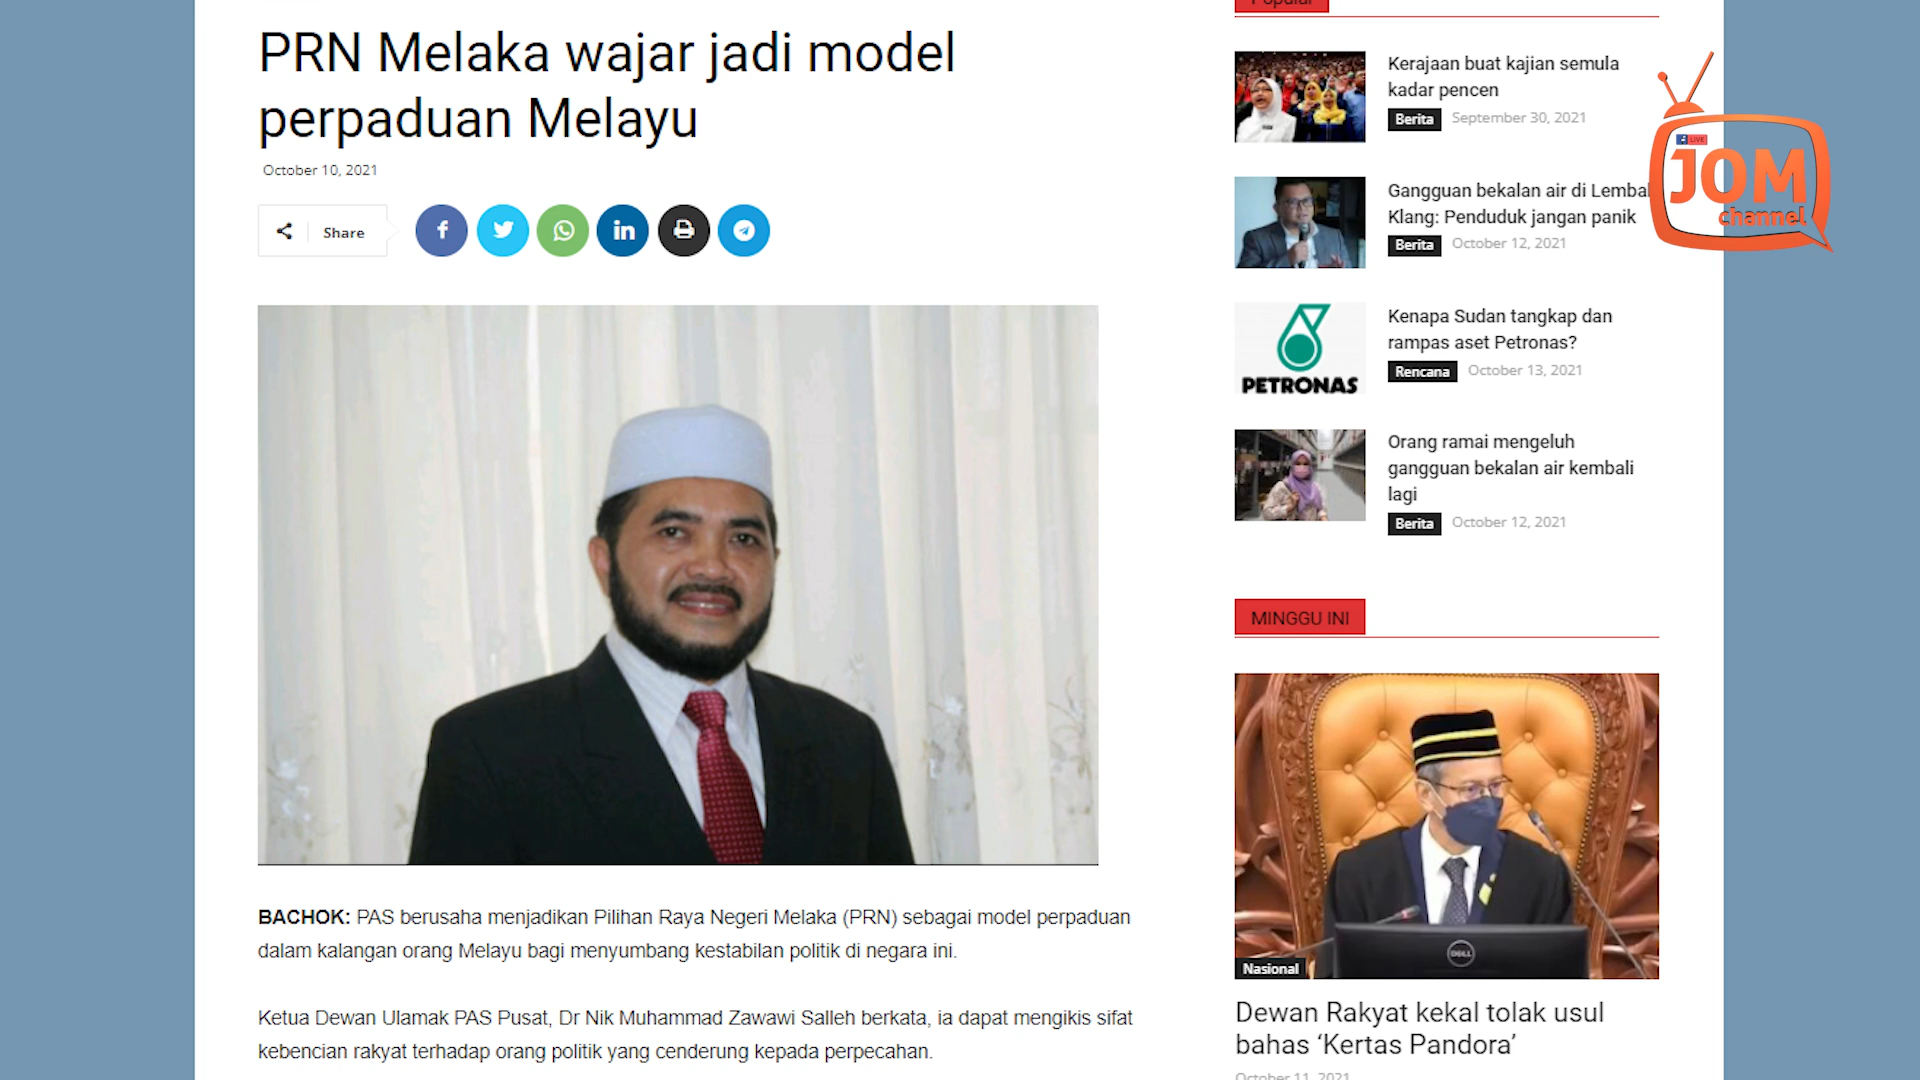 PRN Melaka wajar jadi model
perpaduan Melayu
October 10, 2021
Share
BACHOK: PAS berusaha menjadikan Pilihan Raya Negeri Melaka (PRN) sebagai model perpaduan
dalam kalangan orang Melayu bagi menyumbang kestabilan politik di negara ini.
Ketua Dewan Ulamak PAS Pusat, Dr Nik Muhammad Zawawi Salleh berkata, ia dapat mengikis sifat
kebencian rakyat terhadap orang politik yang cenderung kepada perpecahan.
Popular
Kerajaan buat kajian semula
kadar pencen
Berita September 30, 2021
Gangguan bekalan air di Lembah
Klang: Penduduk jangan panik
Berita October 12, 2021
PETRONAS
Kenapa Sudan tangkap dan
rampas aset Petronas?
Rencana October 13, 2021
Orang ramai mengeluh
gangguan bekalan air kembali
lagi
Berita October 12, 2021
MINGGU INI
DELL
Nasional
Dewan Rakyat kekal tolak usul
bahas ‘Kertas Pandora’
October 11, 2021
LIVE
JOM
channel